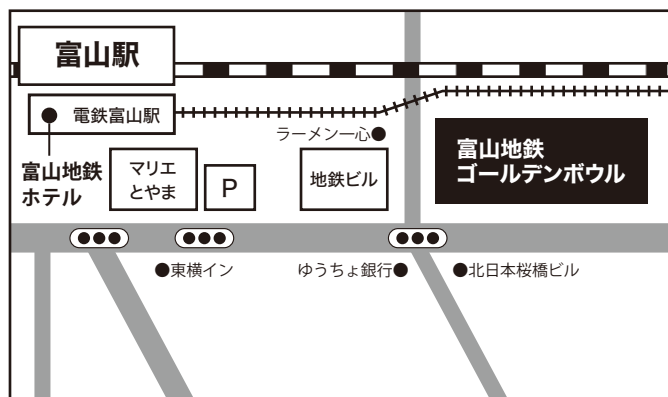 富山駅
電鉄富山駅
ラーメン一心●
富山地鉄
ホテル
マリエ
とやま
P
地鉄ビル
富山地鉄
ゴールデンボウル
●東横イン
ゆうちょ銀行●
●北日本桜橋ビル